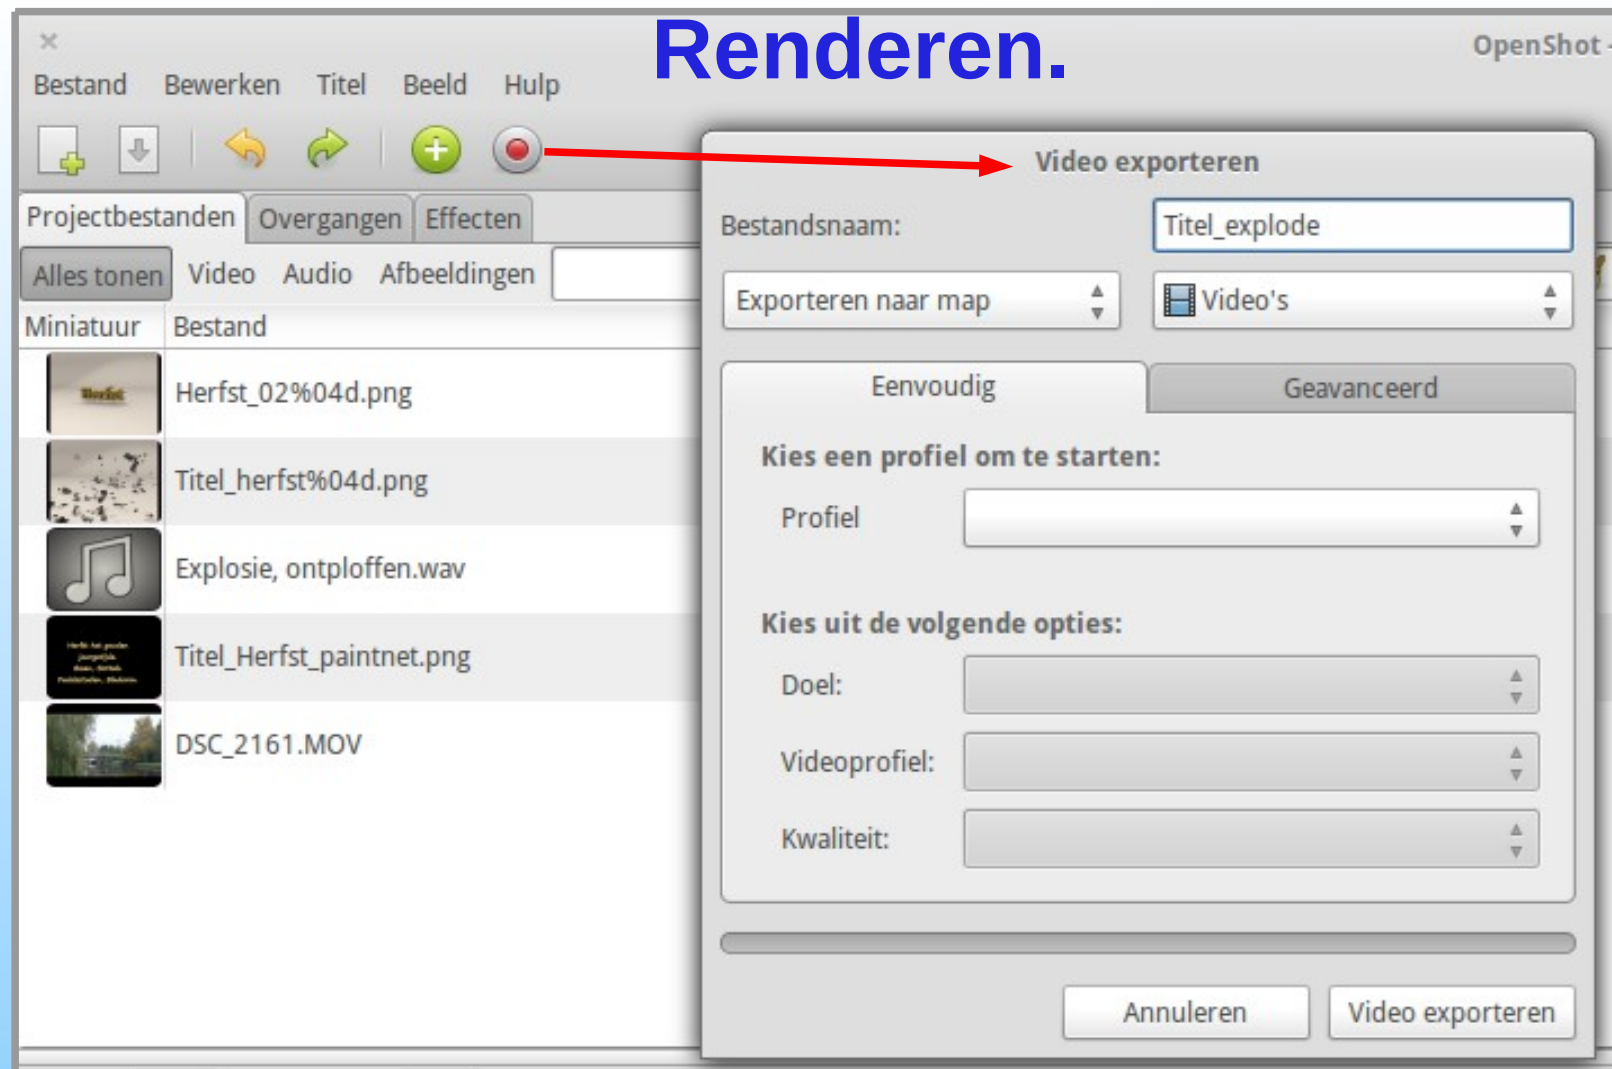 Renderen.
OpenShot -
Bestand Bewerken Titel Beeld Hulp
Projectbestanden Overgangen Effecten
Alles tonen Video Audio Afbeeldingen
Miniatuur Bestand
Herfst
Herfst_02%04d.png
Titel_herfst%04d.png
Explosie, ontploffen.wav
Titel_Herfst_paintnet.png
DSC_2161.MOV
Video exporteren
Bestandsnaam: Titel_explode
Exporteren naar map Video's
Eenvoudig Geavanceerd
Kies een profiel om te starten:
Profiel
Kies uit de volgende opties:
Doel:
Videoprofiel:
Kwaliteit:
Annuleren Video exporteren